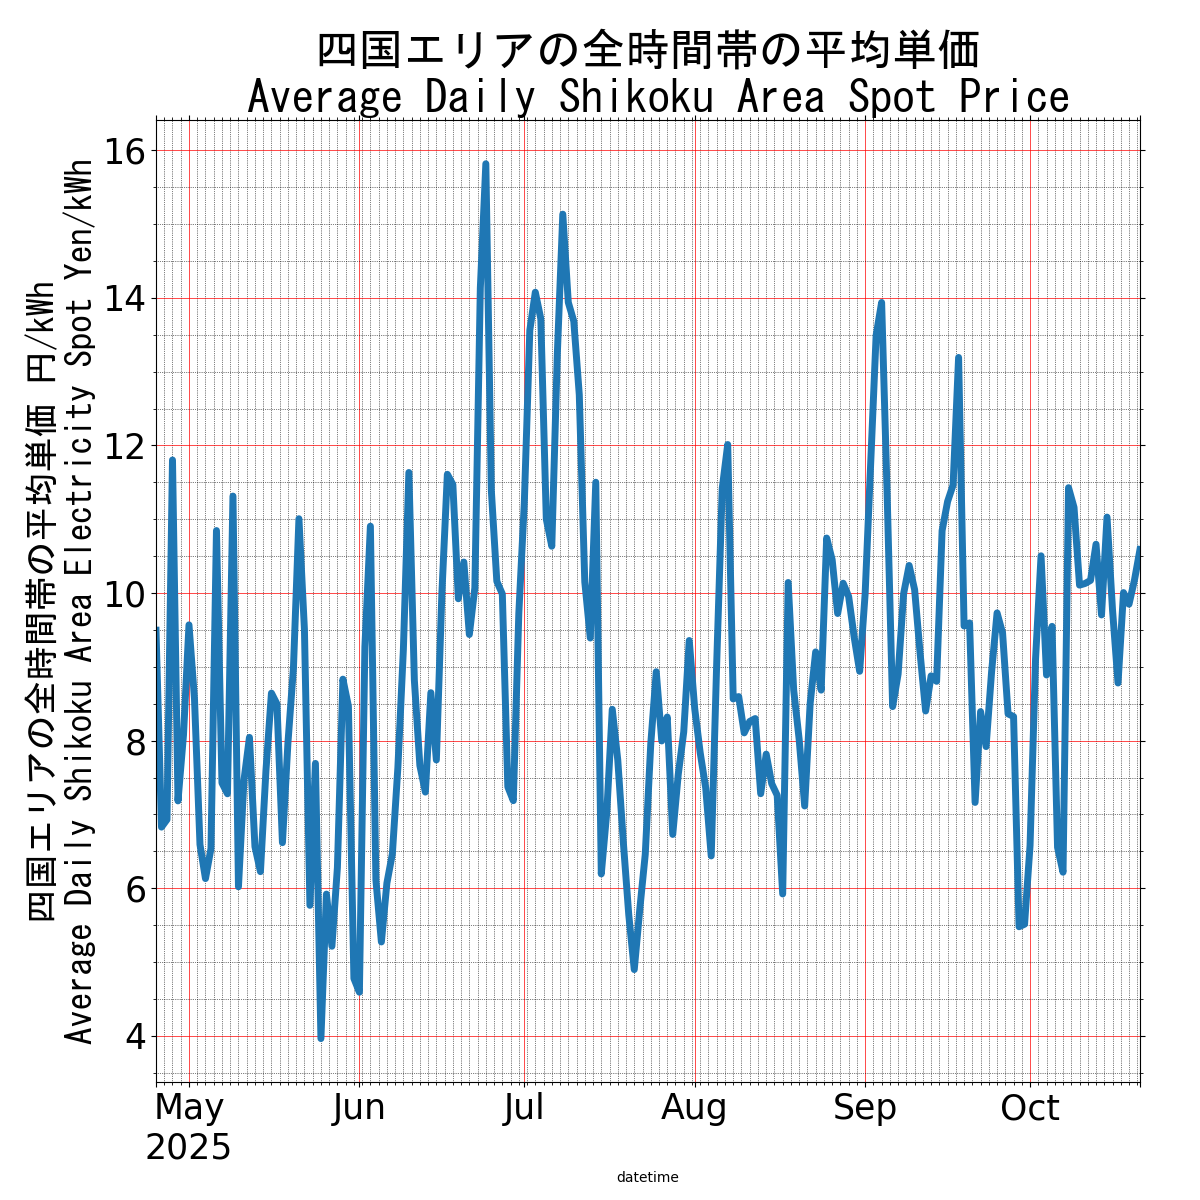 四国エリアの全時間帯の平均単価
Average Daily Shikoku Area Spot Price
四国エリアの全時間帯の平均単価 円/kWh
Average Daily Shikoku Area Electricity Spot Yen/kWh
16
14
12
10
8
6
4
May
2025
Jun
Jul
Aug
Sep
Oct
datetime